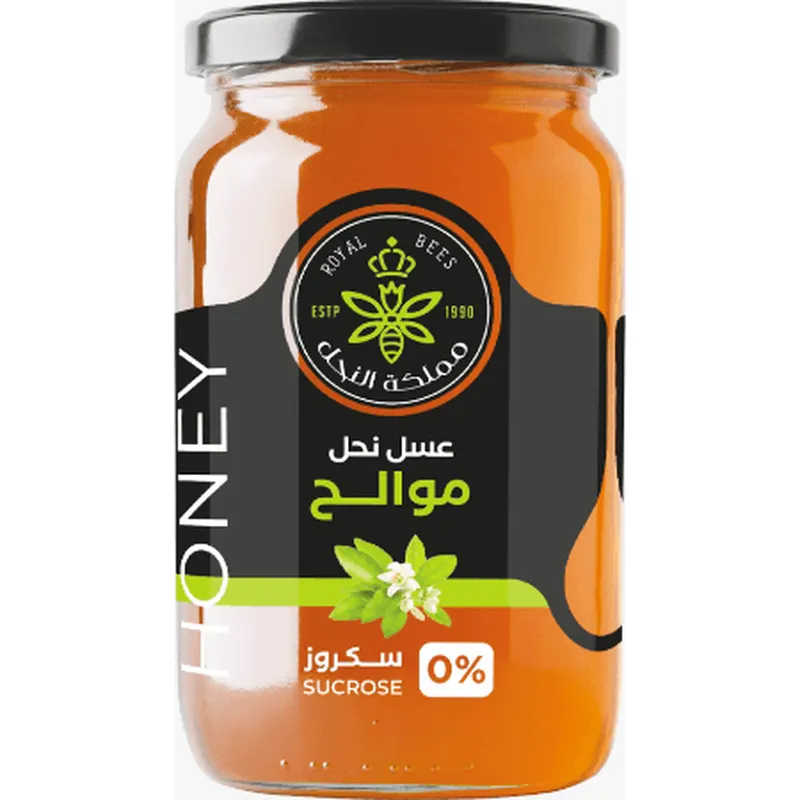 ROYAL BEES
ESTP 1990
مملكة النحل
عسل نحل
موالح
HONEY
سكروز
SUCROSE
0%